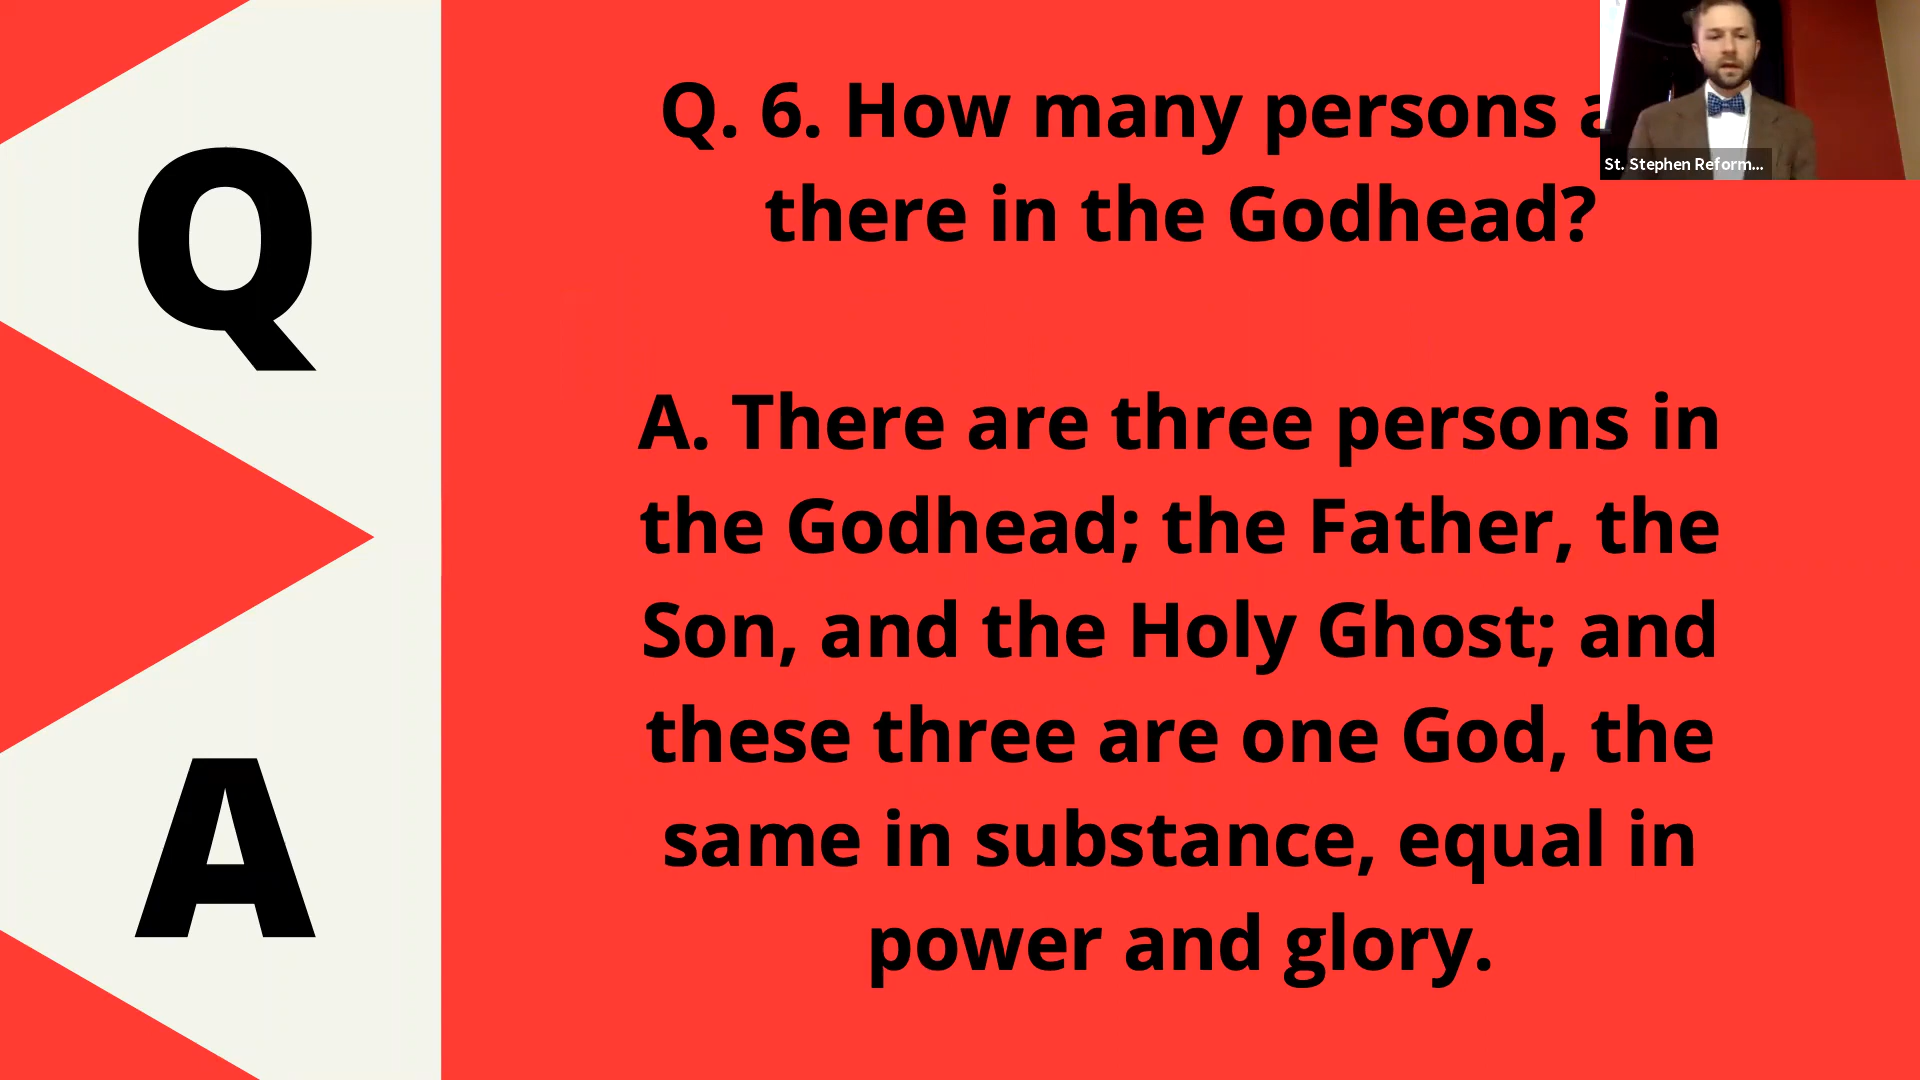 Q
A
Q. 6. How many persons
there in the Godhead?
A. There are three persons in
the Godhead; the Father, the
Son, and the Holy Ghost; and
these three are one God, the
same in substance, equal in
power and glory.
St. Stephen Reform...